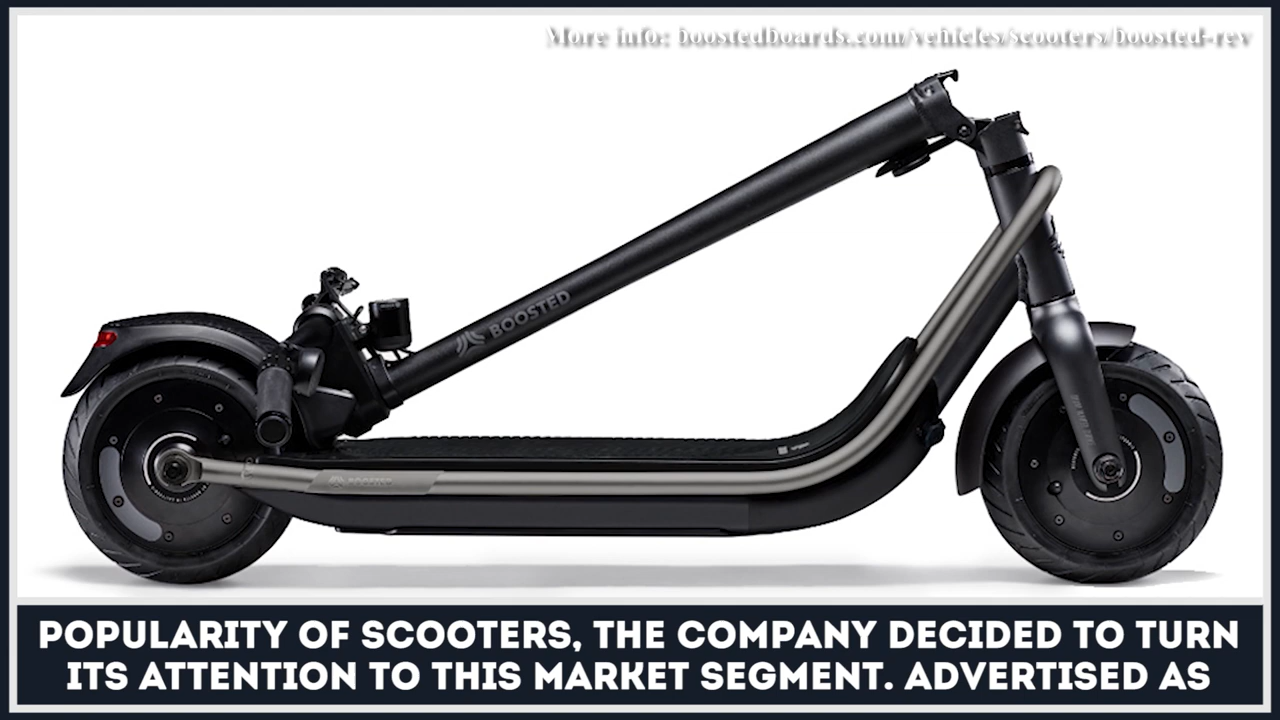 More info: boostedboards.com/vehicles/scooters/boosted-rev
BOOSTED
BOOSTED
POPULARITY OF SCOOTERS, THE COMPANY DECIDED TO TURN
ITS ATTENTION TO THIS MARKET SEGMENT. ADVERTISED AS